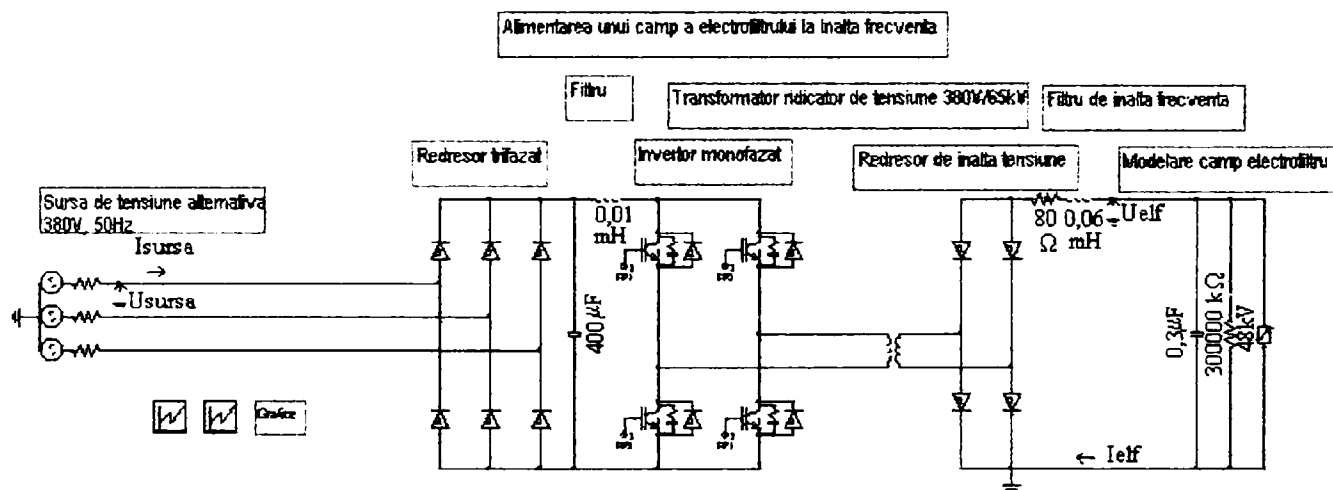 Alimentarea unui camp a electrofiltrului la inalta frecventa
Filtru
Transformator ridicator de tensiune 380V/65kV
Filtru de inalta frecventa
Redresor trifazat
Invertor monofazat
Redresor de inalta tensiune
Modelare camp electrofiltru
Sursa de tensiune alternativa
380V, 50Hz
Isursa
Usursa
0,01
mH
400µF
80 0,06
Ω mH
Uelf
0,3µF
300000 kΩ
48kV
Grafice
Ielf